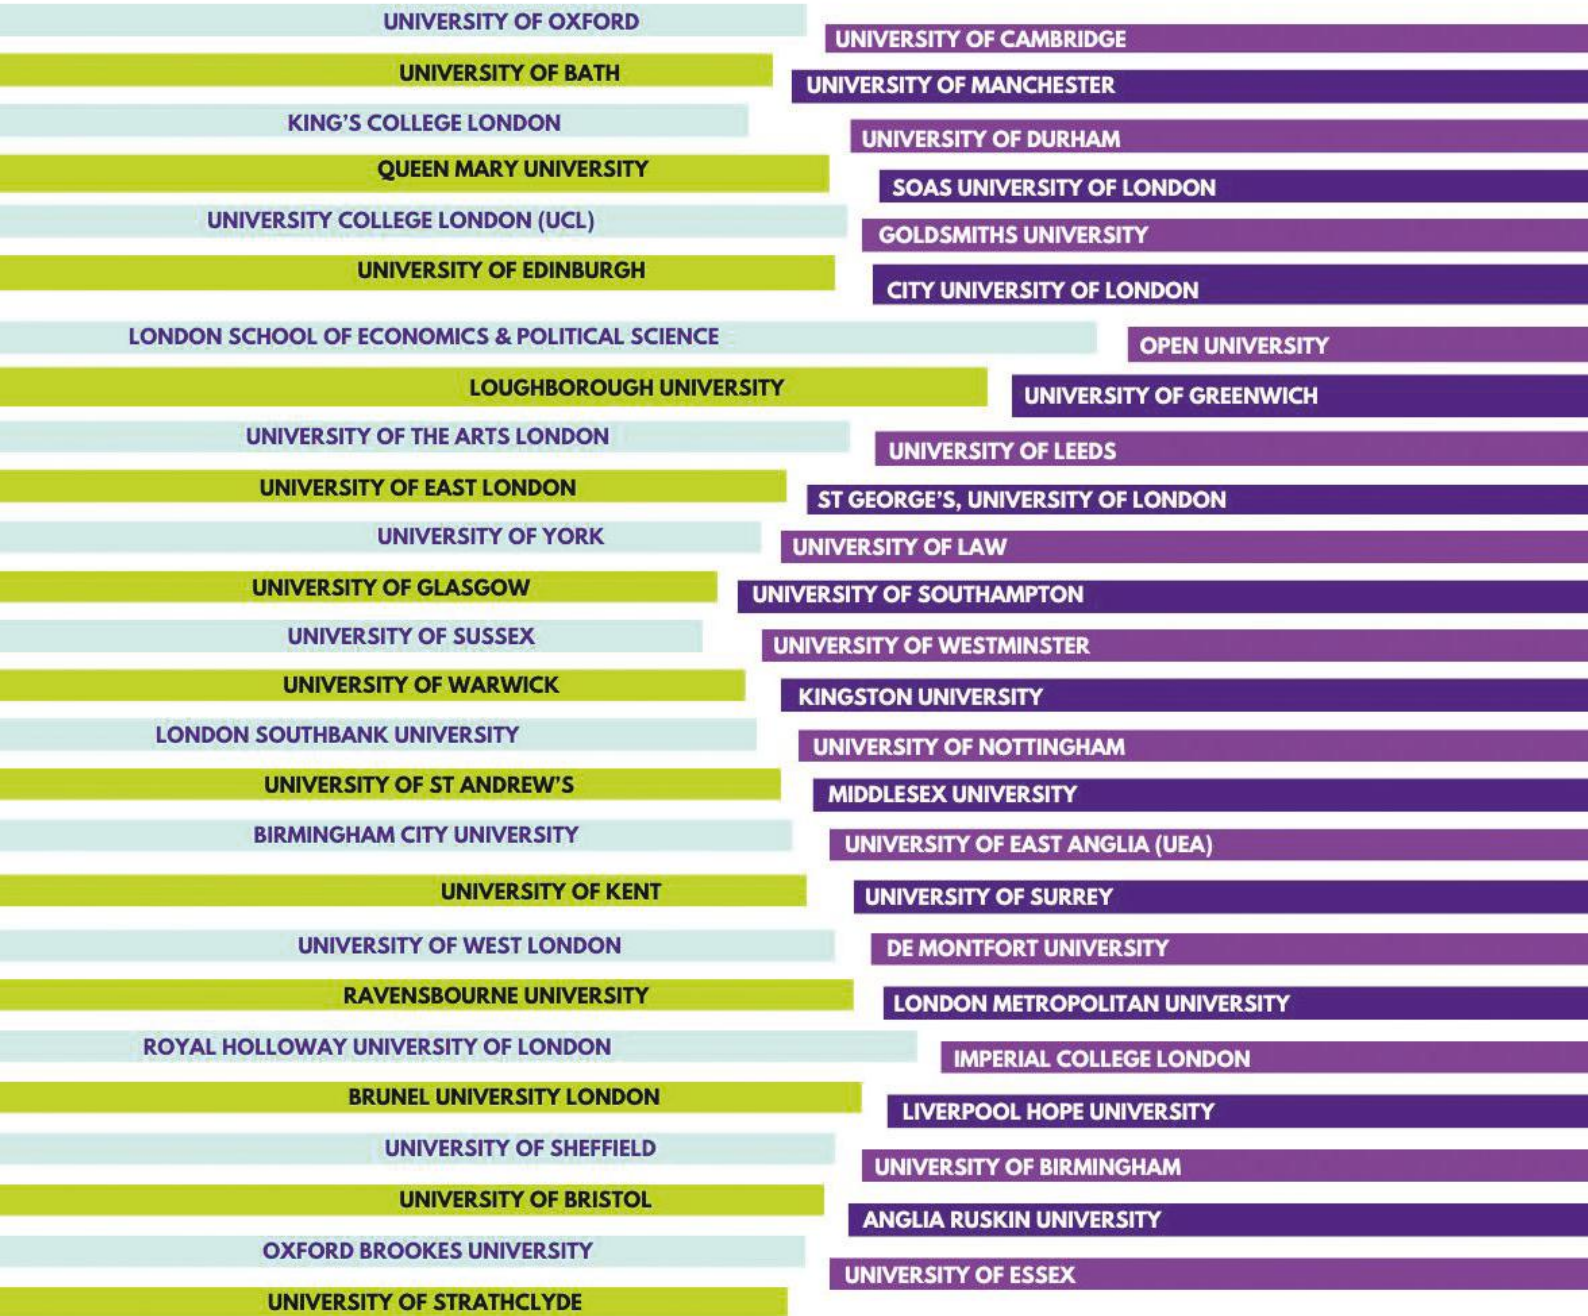 UNIVERSITY OF OXFORD
UNIVERSITY OF CAMBRIDGE
UNIVERSITY OF BATH
UNIVERSITY OF MANCHESTER
KING'S COLLEGE LONDON
UNIVERSITY OF DURHAM
QUEEN MARY UNIVERSITY
SOAS UNIVERSITY OF LONDON
UNIVERSITY COLLEGE LONDON (UCL)
GOLDSMITHS UNIVERSITY
UNIVERSITY OF EDINBURGH
CITY UNIVERSITY OF LONDON
LONDON SCHOOL OF ECONOMICS & POLITICAL SCIENCE
OPEN UNIVERSITY
LOUGHBOROUGH UNIVERSITY
UNIVERSITY OF GREENWICH
UNIVERSITY OF THE ARTS LONDON
UNIVERSITY OF LEEDS
UNIVERSITY OF EAST LONDON
ST GEORGE'S, UNIVERSITY OF LONDON
UNIVERSITY OF YORK
UNIVERSITY OF LAW
UNIVERSITY OF GLASGOW
UNIVERSITY OF SOUTHAMPTON
UNIVERSITY OF SUSSEX
UNIVERSITY OF WESTMINSTER
UNIVERSITY OF WARWICK
KINGSTON UNIVERSITY
LONDON SOUTHBANK UNIVERSITY
UNIVERSITY OF NOTTINGHAM
UNIVERSITY OF ST ANDREW'S
MIDDLESEX UNIVERSITY
BIRMINGHAM CITY UNIVERSITY
UNIVERSITY OF EAST ANGLIA (UEA)
UNIVERSITY OF KENT
UNIVERSITY OF SURREY
UNIVERSITY OF WEST LONDON
DE MONTFORT UNIVERSITY
RAVENSBOURNE UNIVERSITY
LONDON METROPOLITAN UNIVERSITY
ROYAL HOLLOWAY UNIVERSITY OF LONDON
IMPERIAL COLLEGE LONDON
BRUNEL UNIVERSITY LONDON
LIVERPOOL HOPE UNIVERSITY
UNIVERSITY OF SHEFFIELD
UNIVERSITY OF BIRMINGHAM
UNIVERSITY OF BRISTOL
ANGLIA RUSKIN UNIVERSITY
OXFORD BROOKES UNIVERSITY
UNIVERSITY OF ESSEX
UNIVERSITY OF STRATHCLYDE